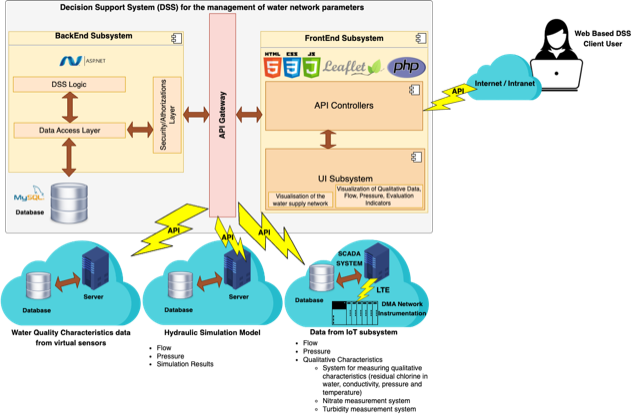 Decision Support System (DSS) for the management of water network parameters
BackEnd Subsystem
ASP.NET
DSS Logic
Data Access Layer
Security/Athorizations
Layer
MySQL
Database
API Gateway
FrontEnd Subsystem
HTML
CSS
JS
5
3
Leaflet
php
API Controllers
UI Subsystem
Visualisation of the
water supply network
Visualization of Qualitative Data,
Flow, Pressure, Evaluation
Indicators
API
Internet / Intranet
Web Based DSS
Client User
API
API
API
Database
Server
Water Quality Characteristics data
from virtual sensors
Database
Server
Hydraulic Simulation Model
• Flow
• Pressure
• Simulation Results
SCADA
SYSTEM
Database
LTE
DMA Network
Instrumentation
Data from IoT subsystem
• Flow
• Pressure
• Qualitative Characteristics
o System for measuring qualitative
characteristics (residual chlorine in
water, conductivity, pressure and
temperature)
o Nitrate measurement system
o Turbidity measurement system